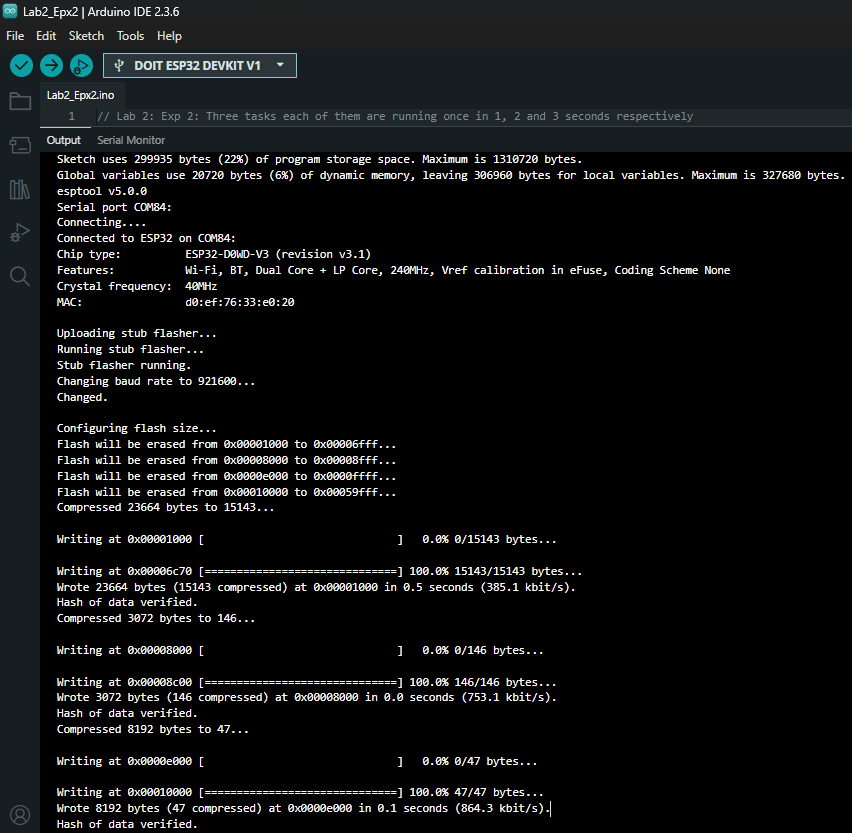 Lab2_Epx2 | Arduino IDE 2.3.6
File Edit Sketch Tools Help
DOIT ESP32 DEVKIT V1
Lab2_Epx2.ino
1 // Lab 2: Exp 2: Three tasks each of them are running once in 1, 2 and 3 seconds respectively
Output Serial Monitor
Sketch uses 299935 bytes (22%) of program storage space. Maximum is 1310720 bytes.
Global variables use 20720 bytes (6%) of dynamic memory, leaving 306960 bytes for local variables. Maximum is 327680 bytes.
esptool v5.0.0
Serial port COM84:
Connecting....
Connected to ESP32 on COM84:
Chip type:          ESP32-D0WD-V3 (revision v3.1)
Features:           Wi-Fi, BT, Dual Core + LP Core, 240MHz, Vref calibration in eFuse, Coding Scheme None
Crystal frequency:  40MHz
MAC:                d0:ef:76:33:e0:20
Uploading stub flasher...
Running stub flasher...
Stub flasher running.
Changing baud rate to 921600...
Changed.
Configuring flash size...
Flash will be erased from 0x00001000 to 0x00006fff...
Flash will be erased from 0x00008000 to 0x00008fff...
Flash will be erased from 0x0000e000 to 0x0000ffff...
Flash will be erased from 0x00010000 to 0x00059fff...
Compressed 23664 bytes to 15143...
Writing at 0x00001000 [                              ]   0.0% 0/15143 bytes...
Writing at 0x00006c70 [==============================] 100.0% 15143/15143 bytes...
Wrote 23664 bytes (15143 compressed) at 0x00001000 in 0.5 seconds (385.1 kbit/s).
Hash of data verified.
Compressed 3072 bytes to 146...
Writing at 0x00008000 [                              ]   0.0% 0/146 bytes...
Writing at 0x00008c00 [==============================] 100.0% 146/146 bytes...
Wrote 3072 bytes (146 compressed) at 0x00008000 in 0.0 seconds (753.1 kbit/s).
Hash of data verified.
Compressed 8192 bytes to 47...
Writing at 0x0000e000 [                              ]   0.0% 0/47 bytes...
Writing at 0x00010000 [==============================] 100.0% 47/47 bytes...
Wrote 8192 bytes (47 compressed) at 0x0000e000 in 0.1 seconds (864.3 kbit/s).
Hash of data verified.